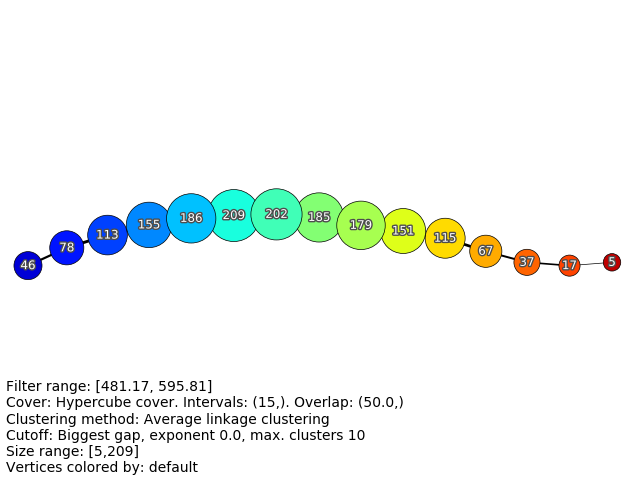 46 78 113 155 186 209 202 185 179 151 115 67 37 17 5
Filter range: [481.17, 595.81]
Cover: Hypercube cover. Intervals: (15,). Overlap: (50.0,)
Clustering method: Average linkage clustering
Cutoff: Biggest gap, exponent 0.0, max. clusters 10
Size range: [5,209]
Vertices colored by: default